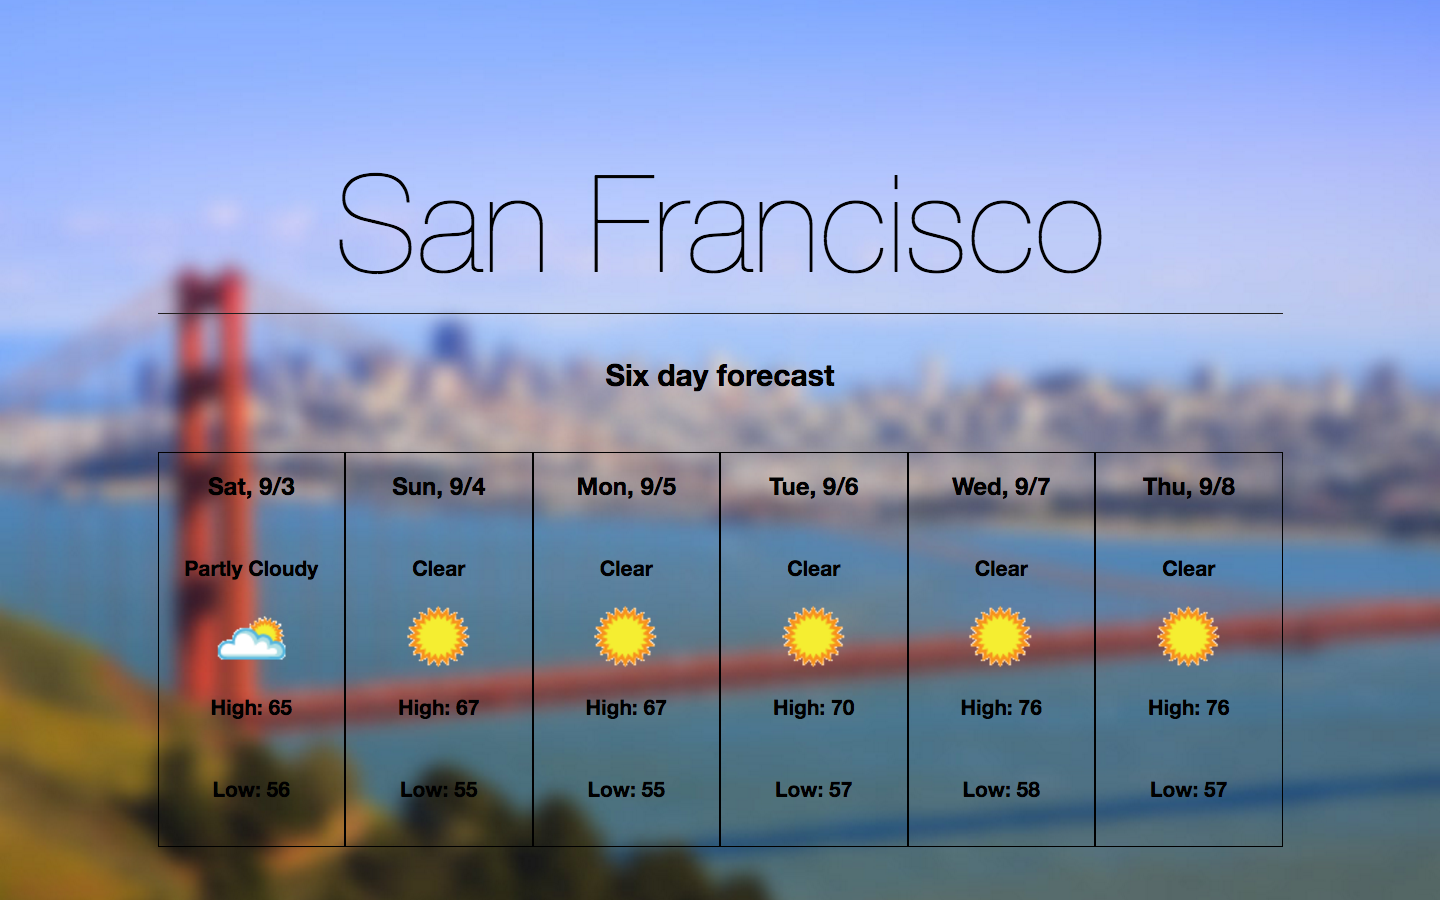 San Francisco
Six day forecast
Sat, 9/3
Partly Cloudy
High: 65
Low: 56
Sun, 9/4
Clear
High: 67
Low: 55
Mon, 9/5
Clear
High: 67
Low: 55
Tue, 9/6
Clear
High: 70
Low: 57
Wed, 9/7
Clear
High: 76
Low: 58
Thu, 9/8
Clear
High: 76
Low: 57